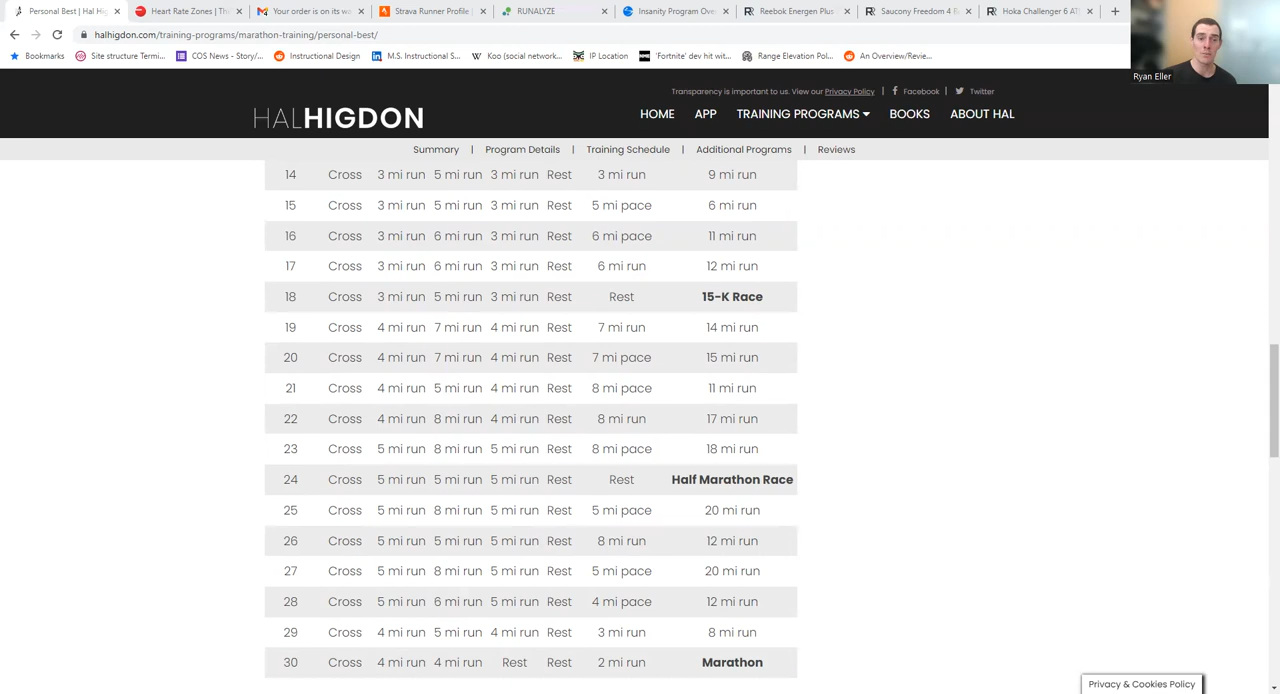 Personal Best | Hal Hig
Heart Rate Zones | Th
Your order is on its wa
Strava Runner Profile |
RUNALYZE
Insanity Program Over
Reebok Energen Plus
Saucony Freedom 4
Hoka Challenger 6 AT
halhigdon.com/training-programs/marathon-training/personal-best/
Bookmarks
Site structure Termi...
COS News - Story/...
Instructional Design
M.S. Instructional S...
Koo (social network...
IP Location
'Fortnite' dev hit wit...
Range Elevation Pol...
An Overview/Revie...
Ryan Eller
Transparency is important to us. View our Privacy Policy | Facebook | Twitter
HALHIGDON
HOME APP TRAINING PROGRAMS BOOKS ABOUT HAL
Summary | Program Details | Training Schedule | Additional Programs | Reviews
14 Cross 3 mi run 5 mi run 3 mi run Rest 3 mi run 9 mi run
15 Cross 3 mi run 5 mi run 3 mi run Rest 5 mi pace 6 mi run
16 Cross 3 mi run 6 mi run 3 mi run Rest 6 mi pace 11 mi run
17 Cross 3 mi run 6 mi run 3 mi run Rest 6 mi run 12 mi run
18 Cross 3 mi run 5 mi run 3 mi run Rest Rest 15-K Race
19 Cross 4 mi run 7 mi run 4 mi run Rest 7 mi run 14 mi run
20 Cross 4 mi run 7 mi run 4 mi run Rest 7 mi pace 15 mi run
21 Cross 4 mi run 5 mi run 4 mi run Rest 8 mi pace 11 mi run
22 Cross 4 mi run 8 mi run 4 mi run Rest 8 mi run 17 mi run
23 Cross 5 mi run 8 mi run 5 mi run Rest 8 mi pace 18 mi run
24 Cross 5 mi run 5 mi run 5 mi run Rest Rest Half Marathon Race
25 Cross 5 mi run 8 mi run 5 mi run Rest 5 mi pace 20 mi run
26 Cross 5 mi run 5 mi run 5 mi run Rest 8 mi run 12 mi run
27 Cross 5 mi run 8 mi run 5 mi run Rest 5 mi pace 20 mi run
28 Cross 5 mi run 6 mi run 5 mi run Rest 4 mi pace 12 mi run
29 Cross 4 mi run 5 mi run 4 mi run Rest 3 mi run 8 mi run
30 Cross 4 mi run 4 mi run Rest Rest 2 mi run Marathon
Privacy & Cookies Policy